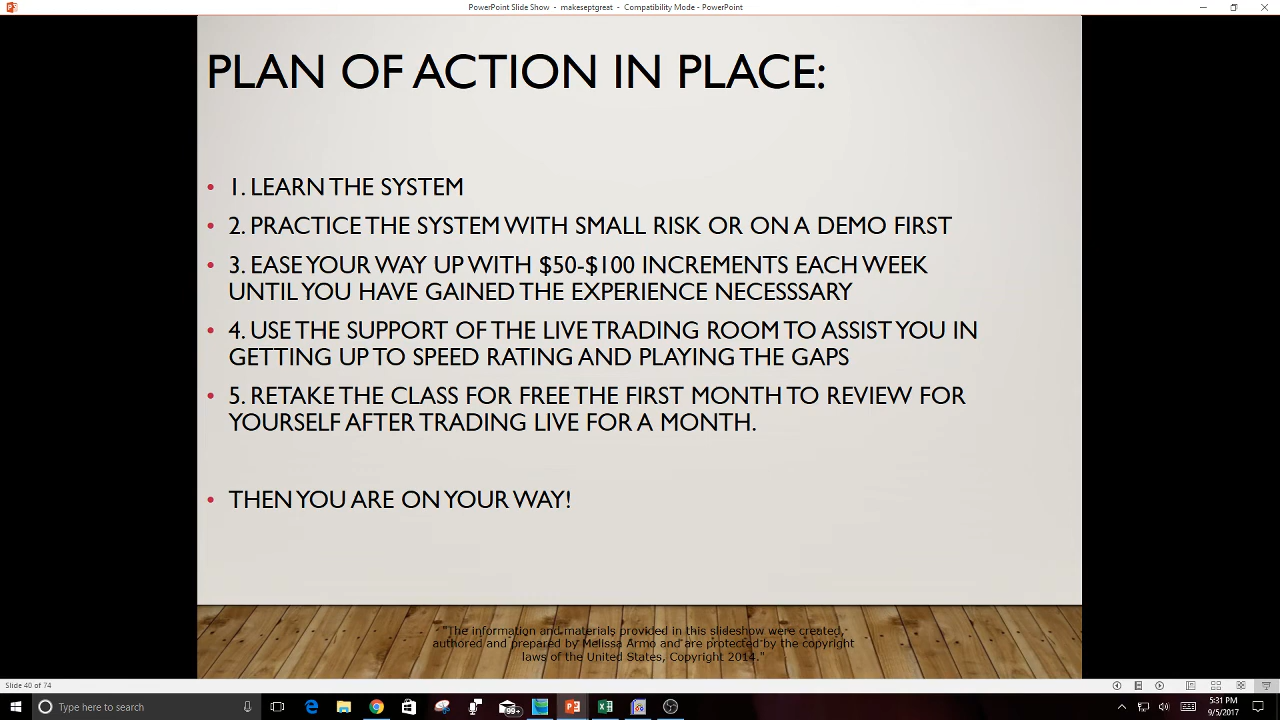 PowerPoint Slide Show - makeseptgreat - Compatibility Mode - PowerPoint
PLAN OF ACTION IN PLACE:
• 1. LEARN THE SYSTEM
• 2. PRACTICE THE SYSTEM WITH SMALL RISK OR ON A DEMO FIRST
• 3. EASE YOUR WAY UP WITH $50-$100 INCREMENTS EACH WEEK
UNTIL YOU HAVE GAINED THE EXPERIENCE NECESSSARY
• 4. USE THE SUPPORT OF THE LIVE TRADING ROOM TO ASSIST YOU IN
GETTING UP TO SPEED RATING AND PLAYING THE GAPS
• 5. RETAKE THE CLASS FOR FREE THE FIRST MONTH TO REVIEW FOR
YOURSELF AFTER TRADING LIVE FOR A MONTH.
• THEN YOU ARE ON YOUR WAY!
"The information and materials provided in this slideshow were created,
authored and prepared by Melissa Armo and are protected by the copyright
laws of the United States, Copyright 2014."
Slide 40 of 74
Type here to search
99+
5:31 PM
9/5/2017